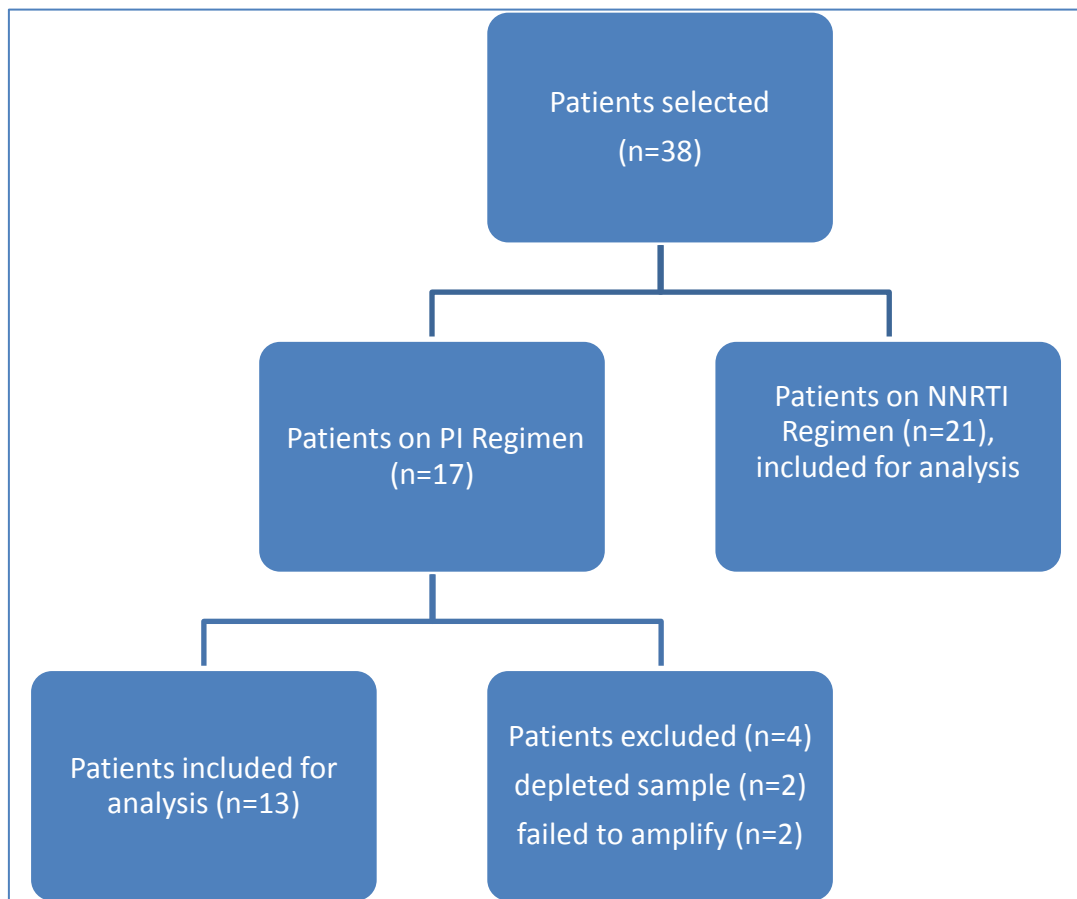 Patients selected
(n=38)
Patients on PI Regimen
(n=17)
Patients on NNRTI
Regimen (n=21),
included for analysis
Patients included for
analysis (n=13)
Patients excluded (n=4)
depleted sample (n=2)
failed to amplify (n=2)